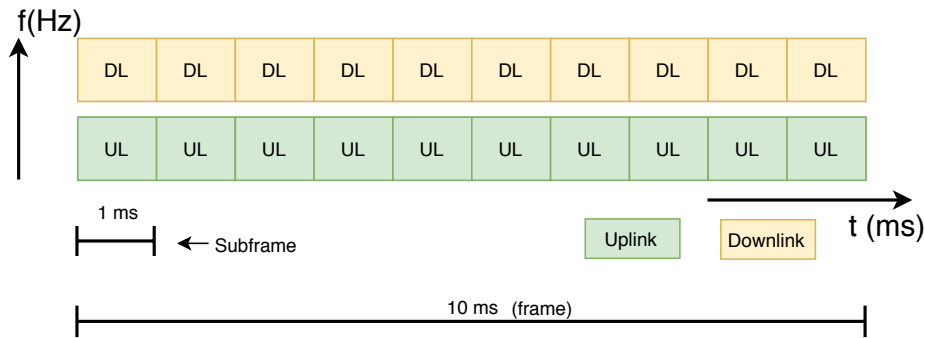 f(Hz)
DL DL DL DL DL DL DL DL DL DL
UL UL UL UL UL UL UL UL UL UL
1 ms
Subframe
Uplink
Downlink
t (ms)
10 ms (frame)